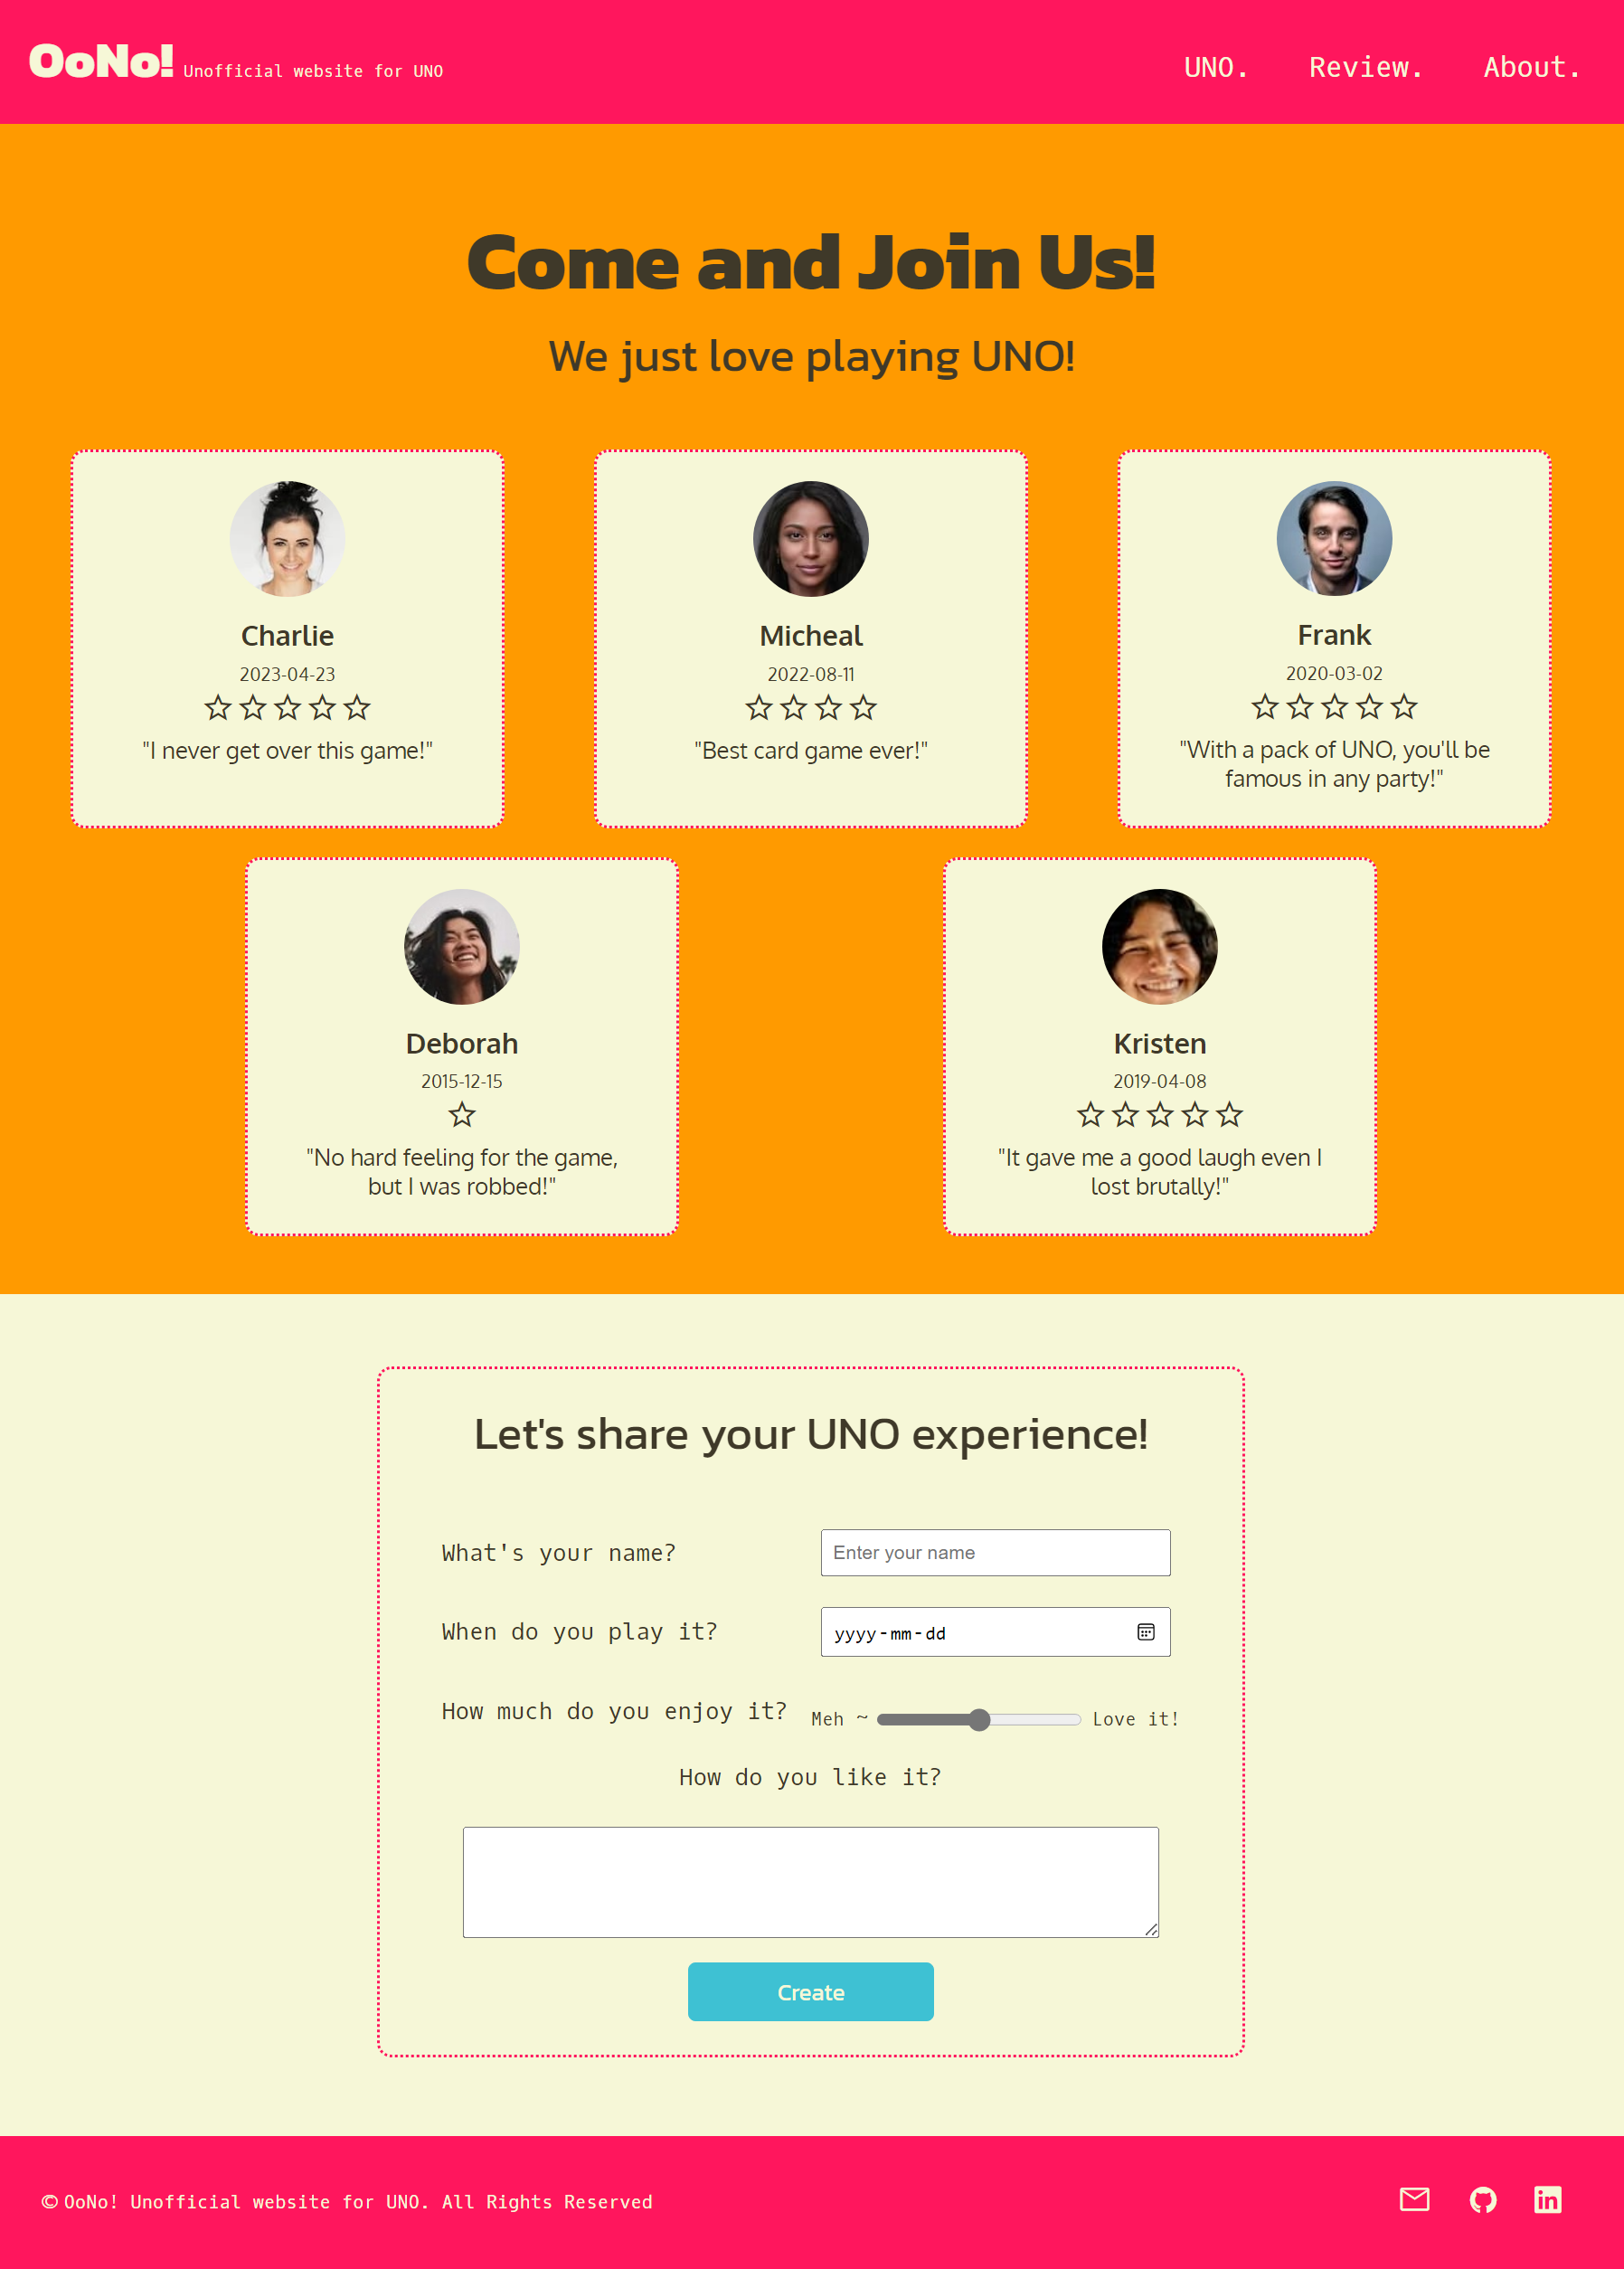 OoNo! Unofficial website for UNO
UNO. Review. About.
Come and Join Us!
We just love playing UNO!
Charlie
2023-04-23
"I never get over this game!"
Micheal
2022-08-11
"Best card game ever!"
Frank
2020-03-02
"With a pack of UNO, you'll be
famous in any party!"
Deborah
2015-12-15
"No hard feeling for the game,
but I was robbed!"
Kristen
2019-04-08
"It gave me a good laugh even I
lost brutally!"
Let's share your UNO experience!
What's your name? Enter your name
When do you play it? yyyy-mm-dd
How much do you enjoy it? Meh ~ Love it!
How do you like it?
Create
© OoNo! Unofficial website for UNO. All Rights Reserved
in